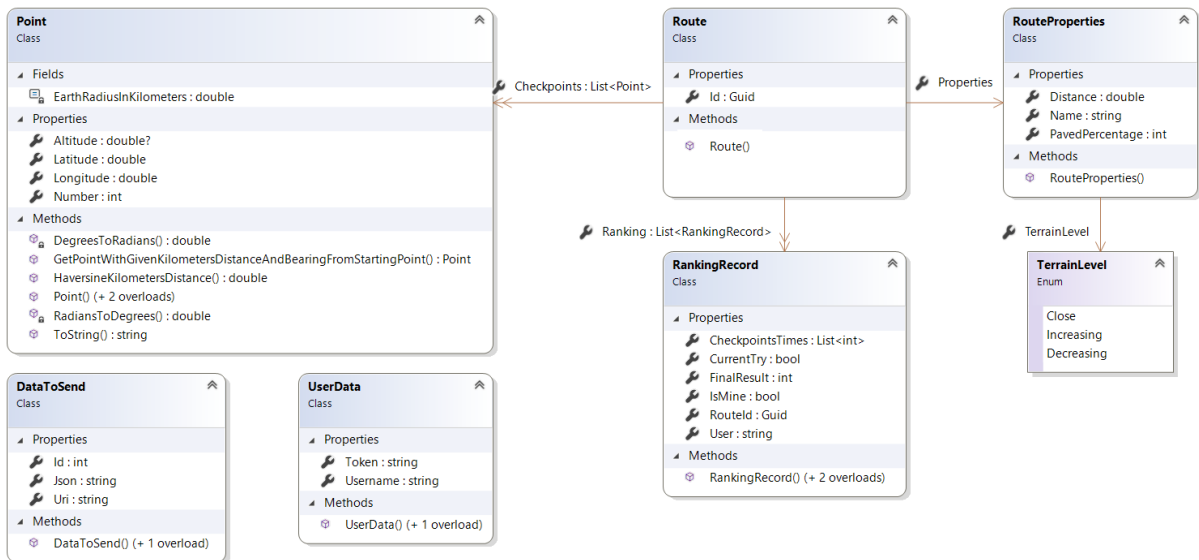 Point
Class
Fields
EarthRadiusInKilometers : double
Properties
Altitude : double?
Latitude : double
Longitude : double
Number : int
Methods
DegreesToRadians() : double
GetPointWithGivenKilometersDistanceAndBearingFromStartingPoint() : Point
HaversineKilometersDistance() : double
Point() (+ 2 overloads)
RadiansToDegrees() : double
ToString() : string
Checkpoints : List<Point>
Route
Class
Properties
Id : Guid
Methods
Route()
Properties
RouteProperties
Class
Properties
Distance : double
Name : string
PavedPercentage : int
Methods
RouteProperties()
Ranking : List<RankingRecord>
TerrainLevel
RankingRecord
Class
Properties
CheckpointsTimes : List<int>
CurrentTry : bool
FinalResult : int
IsMine : bool
RouteId : Guid
User : string
Methods
RankingRecord() (+ 2 overloads)
TerrainLevel
Enum
Close
Increasing
Decreasing
DataToSend
Class
Properties
Id : int
Json : string
Uri : string
Methods
DataToSend() (+ 1 overload)
UserData
Class
Properties
Token : string
Username : string
Methods
UserData() (+ 1 overload)